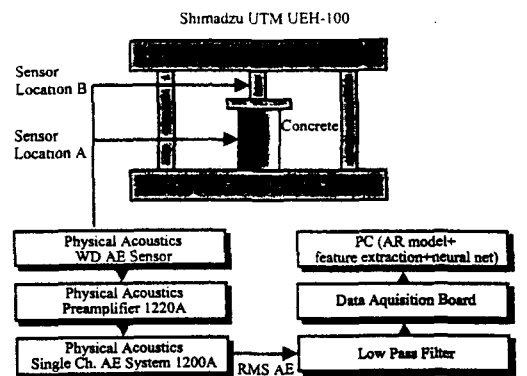 Shimadzu UTM UEH-100
Sensor
Location B
Concrete
Sensor
Location A
Physical Acoustics
WD AE Sensor
Physical Acoustics
Preamplifier 1220A
Physical Acoustics
Single Ch. AE System 1200A
RMS AE
PC (AR model+
feature extraction+neural net)
Data Aquisition Board
Low Pass Filter